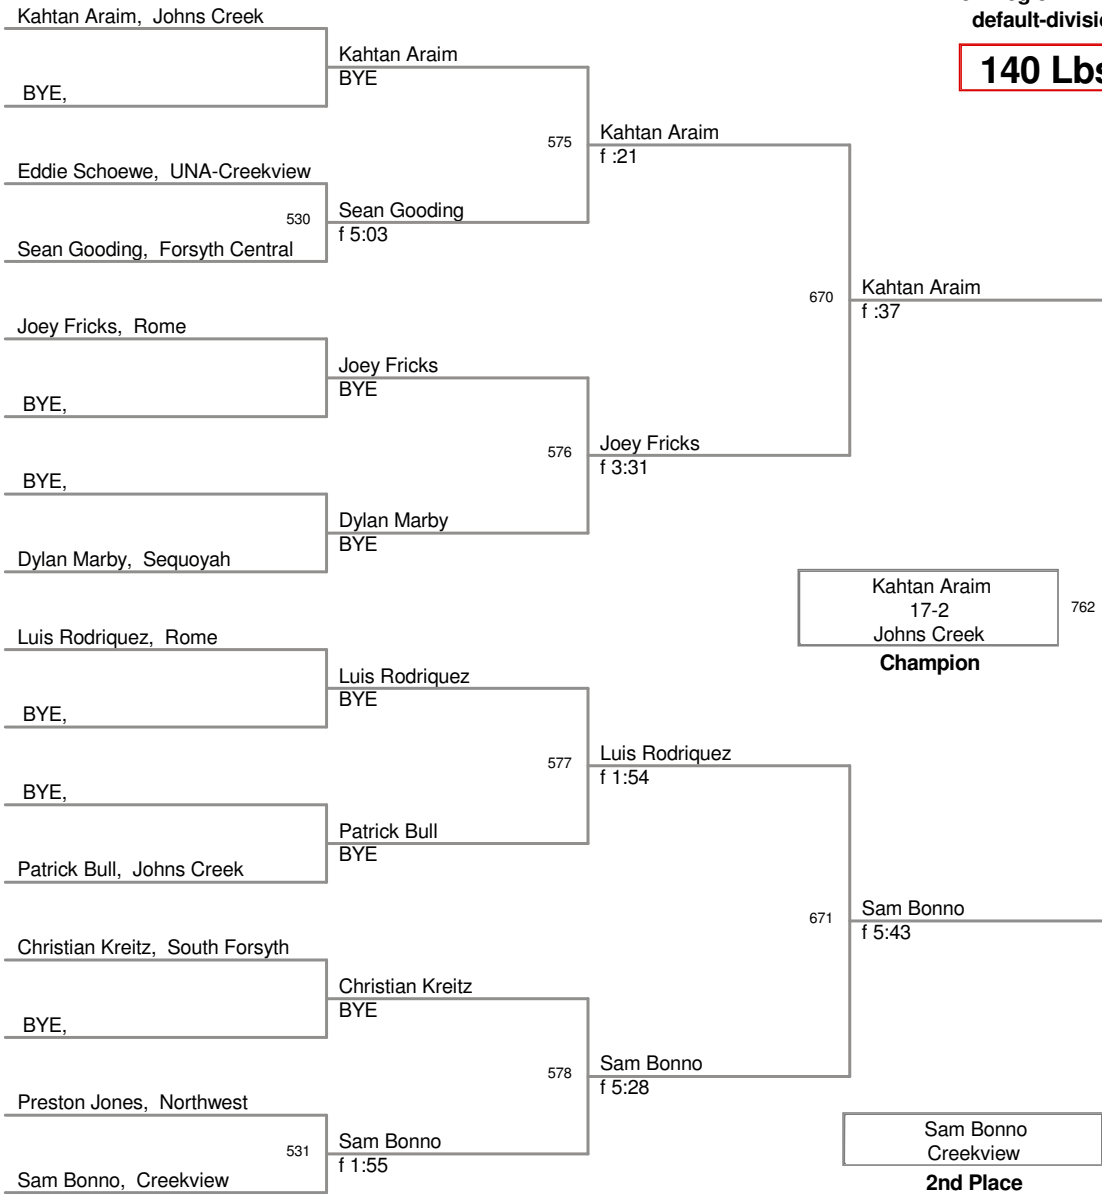 default-divisi
140 Lbs
Kahtan Araim, Johns Creek
BYE,
Eddie Schoewe, UNA-Creekview
530
Sean Gooding, Forsyth Central
Joey Fricks, Rome
BYE,
BYE,
Dylan Marby, Sequoyah
Luis Rodriquez, Rome
BYE,
BYE,
Patrick Bull, Johns Creek
Christian Kreitz, South Forsyth
BYE,
Preston Jones, Northwest
531
Sam Bonno, Creekview
Kahtan Araim
BYE
575
Sean Gooding
f 5:03
Joey Fricks
BYE
576
Dylan Marby
BYE
Luis Rodriquez
BYE
577
Patrick Bull
BYE
Christian Kreitz
BYE
578
Sam Bonno
f 1:55
Kahtan Araim
f :21
670
Joey Fricks
f 3:31
Luis Rodriquez
f 1:54
671
Sam Bonno
f 5:28
Kahtan Araim
f :37
Sam Bonno
f 5:43
Kahtan Araim
17-2
Johns Creek
762
Champion
Sam Bonno
Creekview
2nd Place